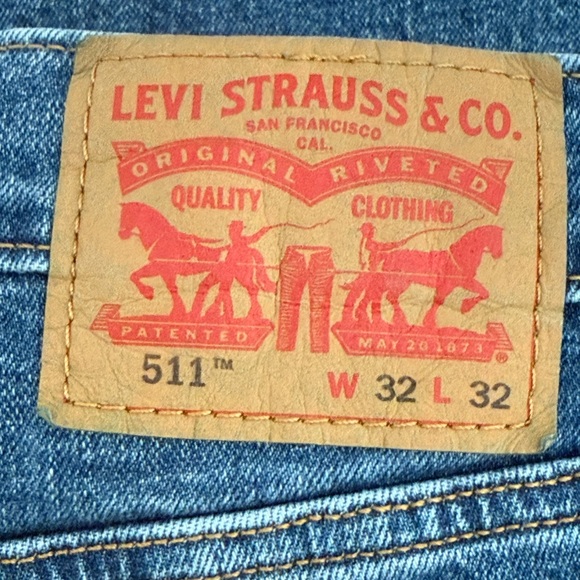 LEVI STRAUSS & CO.
SAN FRANCISCO
CAL.
ORIGINAL RIVETED
QUALITY CLOTHING
PATENTED MAY 20 1873 ®
511™ W 32 L 32